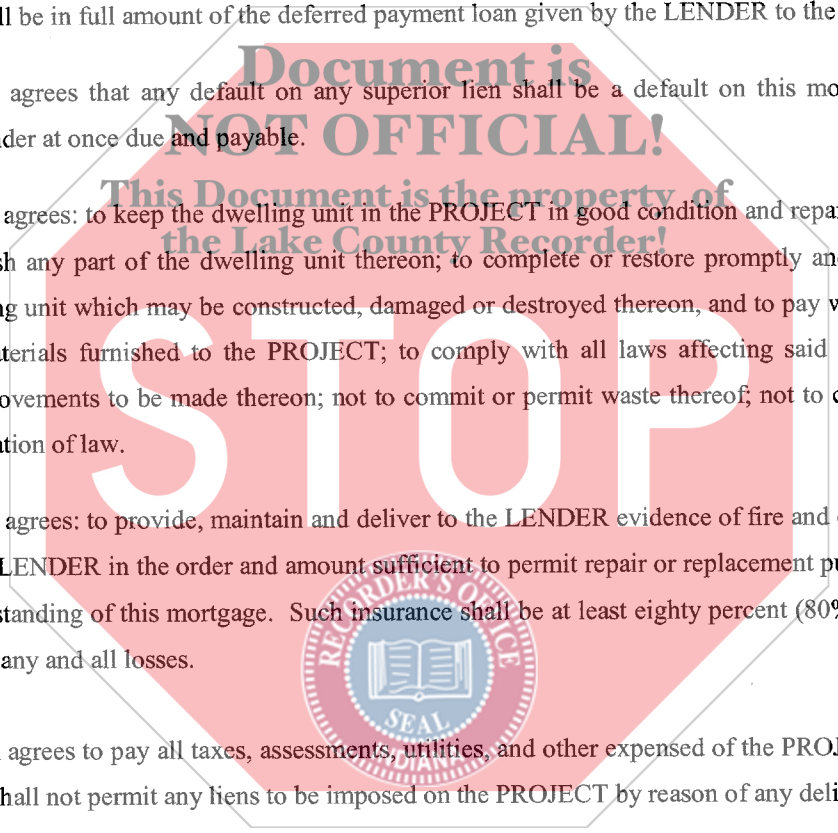 ll be in full amount of the deferred payment loan given by the LENDER to the
Document is
agrees that any default on any superior lien shall be a default on this mo
NOT OFFICIAL!
der at once due and payable.
This Document is the property of
agrees: to keep the dwelling unit in the PROJECT in good condition and repai
the Lake County Recorder!
sh any part of the dwelling unit thereon; to complete or restore promptly an
ng unit which may be constructed, damaged or destroyed thereon, and to pay w
terials furnished to the PROJECT; to comply with all laws affecting said
STOP
ovements to be made thereon; not to commit or permit waste thereof; not to c
tion of law.
agrees: to provide, maintain and deliver to the LENDER evidence of fire and
LENDER in the order and amount sufficient to permit repair or replacement pu
standing of this mortgage. Such insurance shall be at least eighty percent (80%
any and all losses.
RECORDER'S OFFICE
SEAL
INDIANA
agrees to pay all taxes, assessments, utilities, and other expensed of the PROJ
hall not permit any liens to be imposed on the PROJECT by reason of any deli